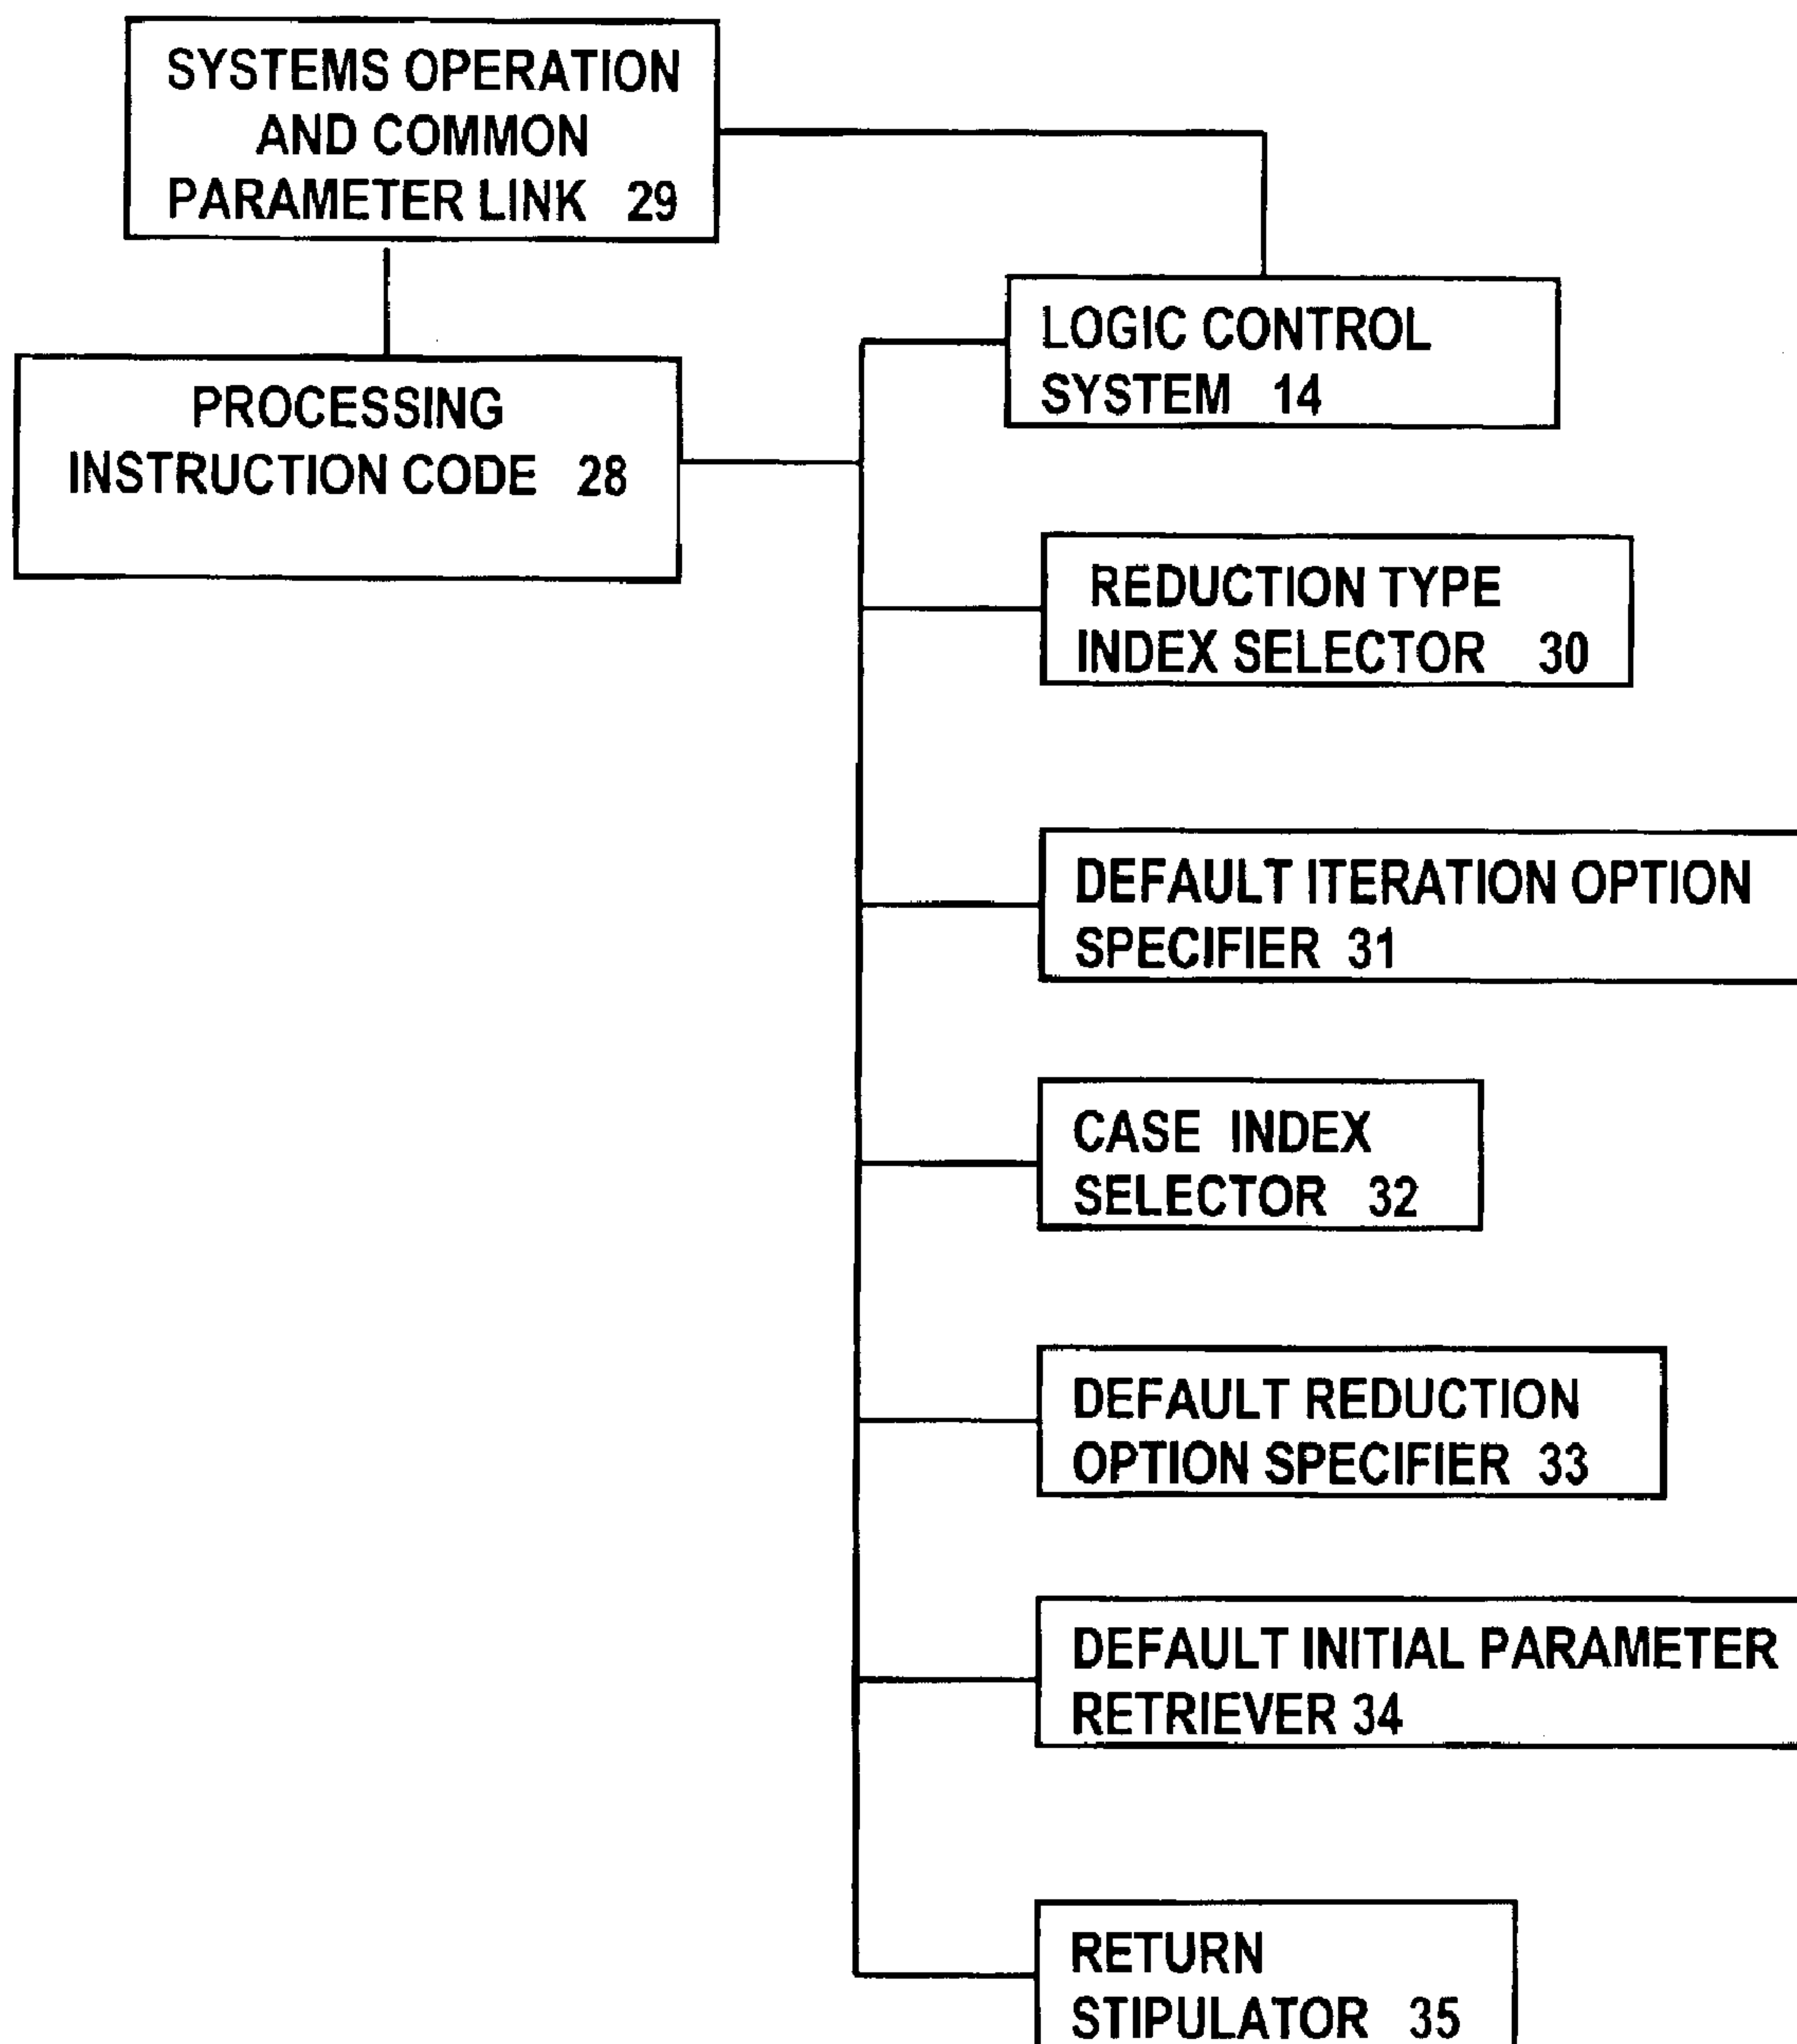 SYSTEMS OPERATION
AND COMMON
PARAMETER LINK 29
PROCESSING
INSTRUCTION CODE 28
LOGIC CONTROL
SYSTEM 14
REDUCTION TYPE
INDEX SELECTOR 30
DEFAULT ITERATION OPTION
SPECIFIER 31
CASE INDEX
SELECTOR 32
DEFAULT REDUCTION
OPTION SPECIFIER 33
DEFAULT INITIAL PARAMETER
RETRIEVER 34
RETURN
STIPULATOR 35